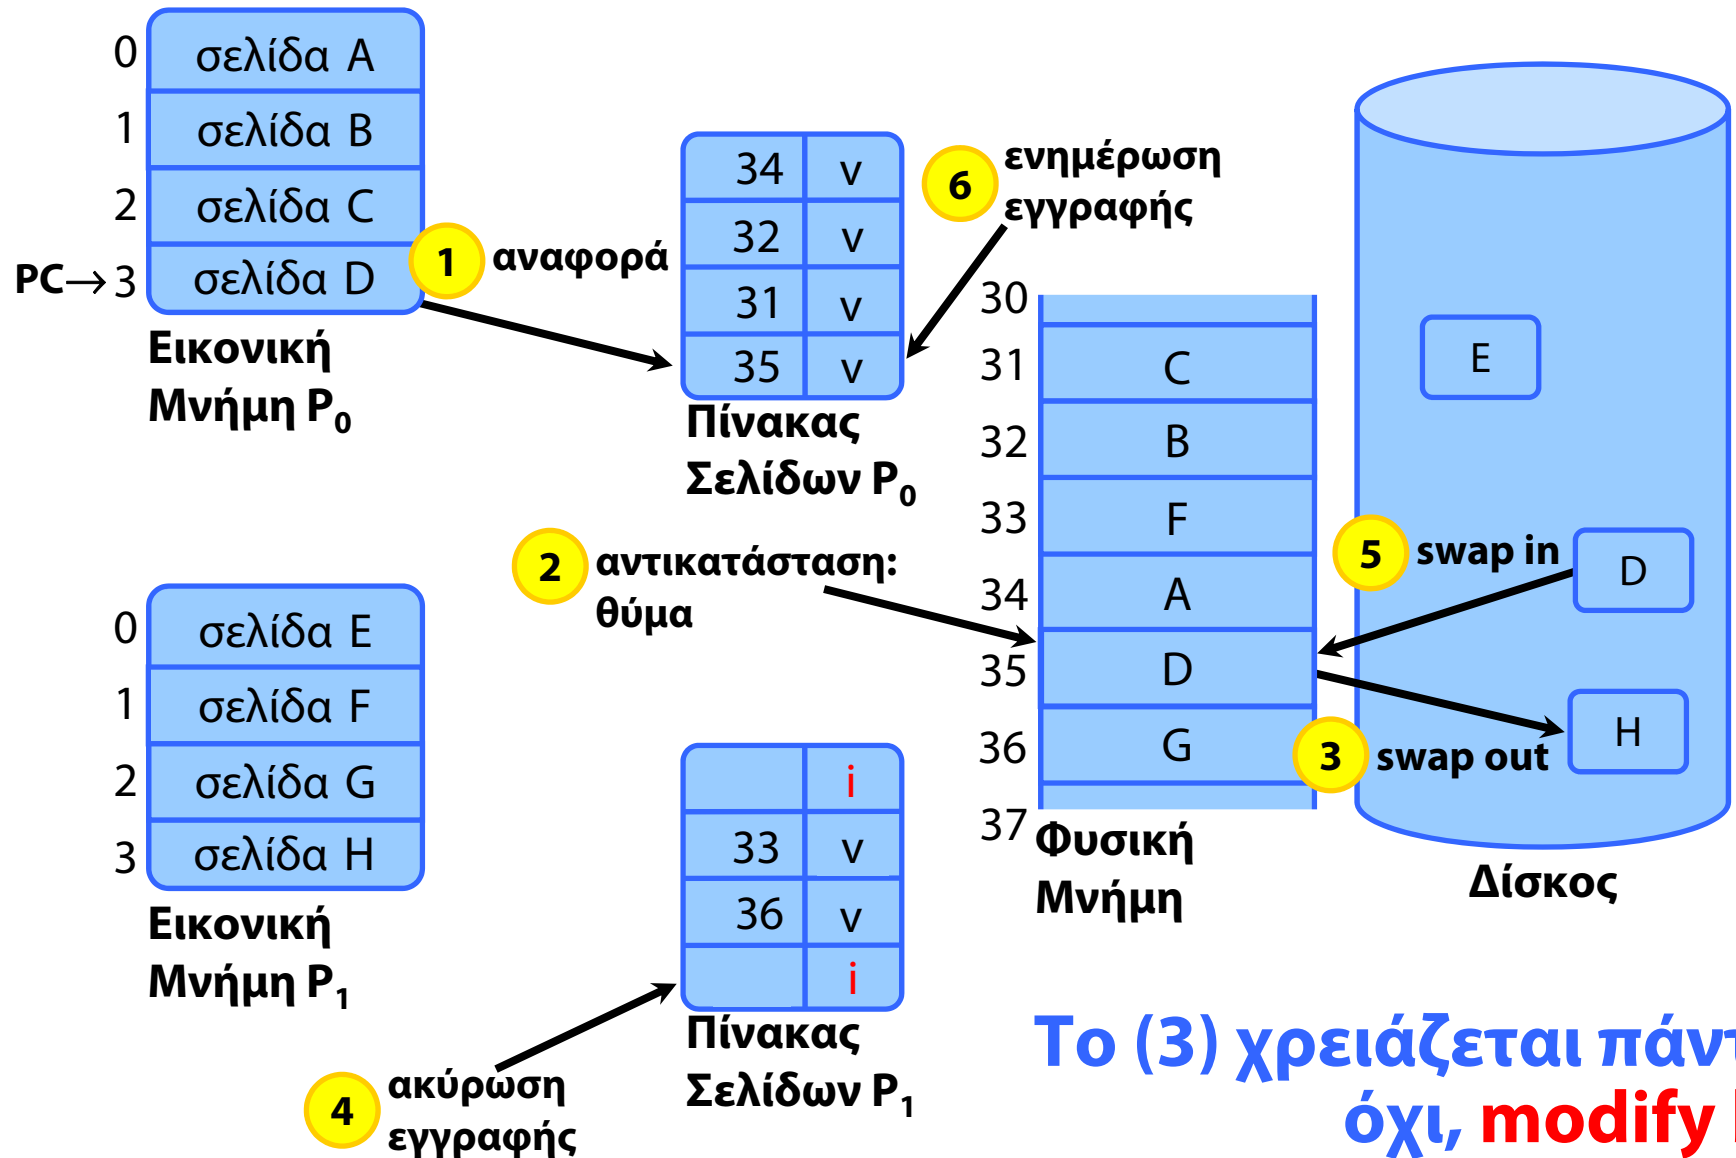 0 σελίδα A
1 σελίδα B
2 σελίδα C
PC→ 3 σελίδα D
Εικονική
Μνήμη P0
1 αναφορά
34 v
32 v
31 v
35 v
Πίνακας
Σελίδων P0
6 ενημέρωση
εγγραφής
2 αντικατάσταση:
θύμα
30
31 C
32 B
33 F
34 A
35 D
36 G
37
Φυσική
Μνήμη
E
5 swap in
D
3 swap out
H
Δίσκος
0 σελίδα E
1 σελίδα F
2 σελίδα G
3 σελίδα H
Εικονική
Μνήμη P1
i
33 v
36 v
i
Πίνακας
Σελίδων P1
4 ακύρωση
εγγραφής
Το (3) χρειάζεται
όχι, modify